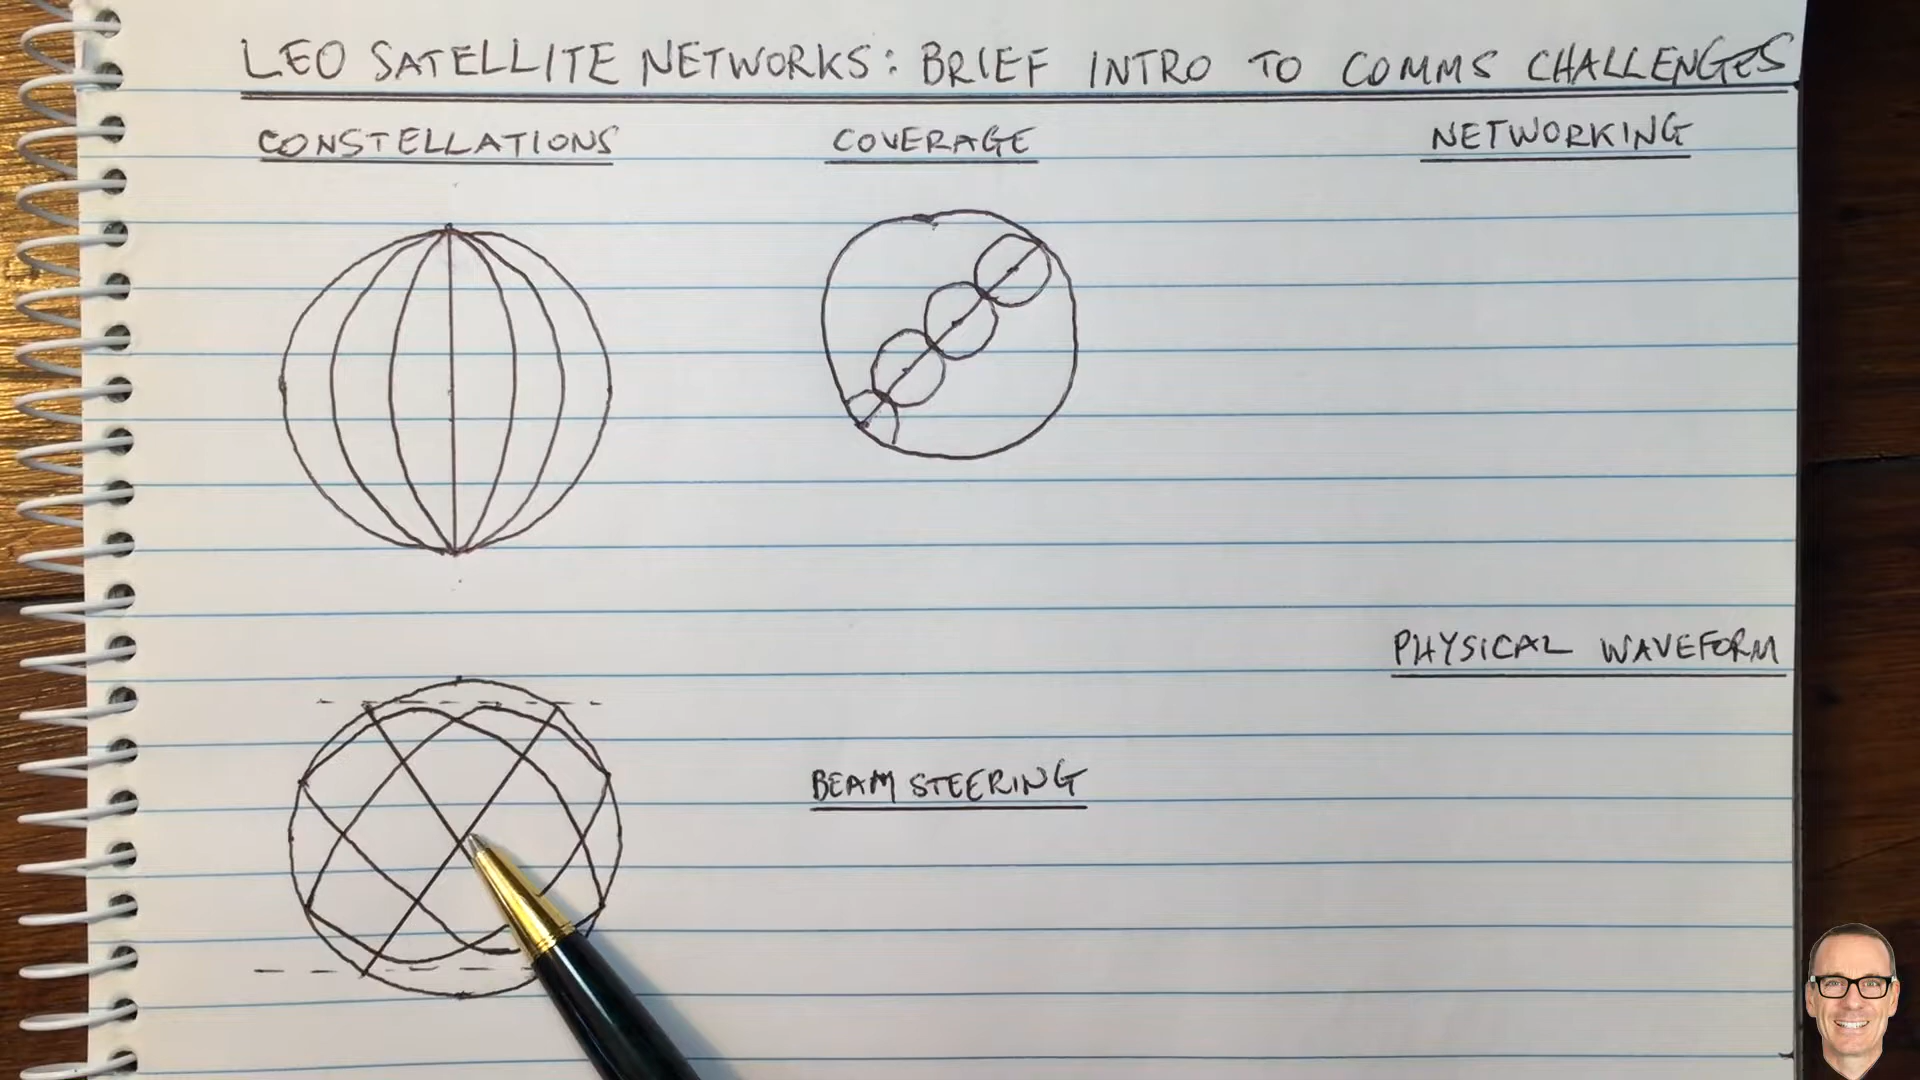 LEO SATELLITE NETWORKS: BRIEF INTRO TO COMMS CHALLENGES
CONSTELLATIONS
COVERAGE
NETWORKING
PHYSICAL WAVEFORM
BEAM STEERING